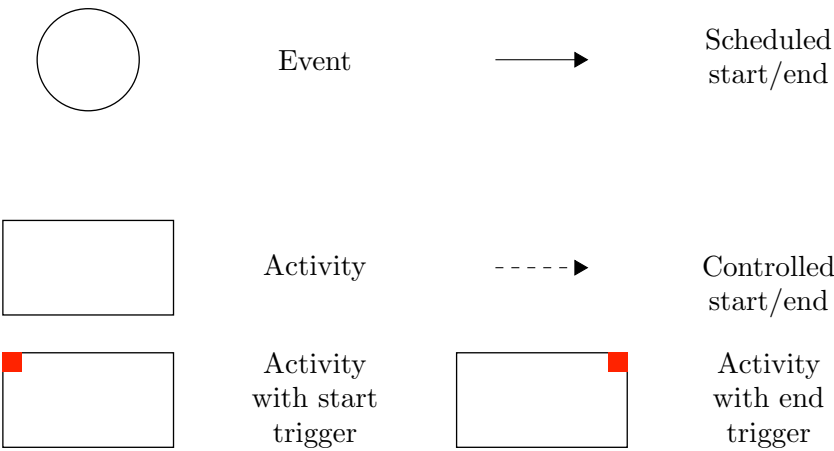 Event
Scheduled
start/end
Activity
Controlled
start/end
Activity
with start
trigger
Activity
with end
trigger